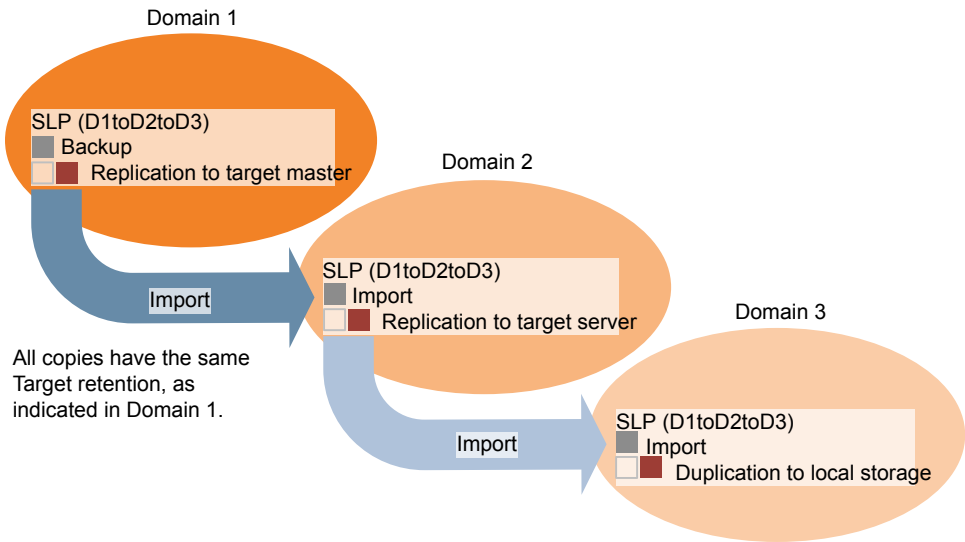 Domain 1
SLP (D1toD2toD3)
Backup
Replication to target master
Domain 2
SLP (D1toD2toD3)
Import
Import
Replication to target server
Domain 3
All copies have the same
Target retention, as
indicated in Domain 1.
SLP (D1toD2toD3)
Import
Import
Duplication to local storage